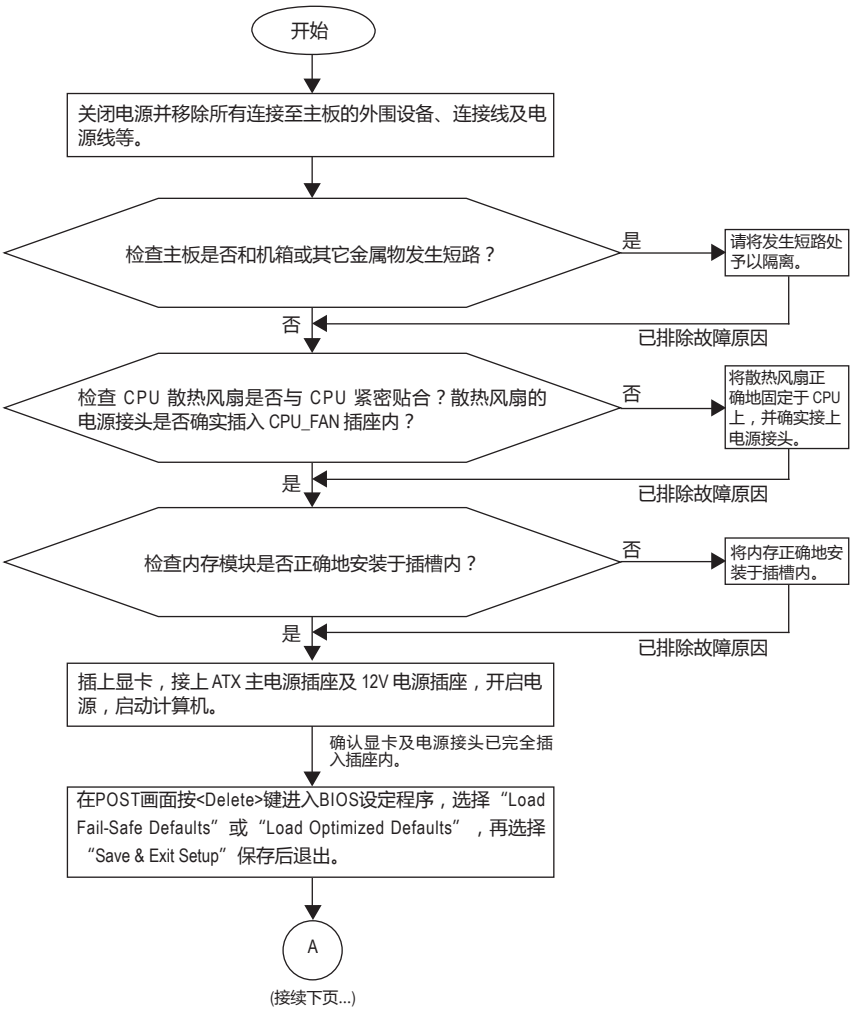 开始
关闭电源并移除所有连接至主板的外围设备、连接线及电
源线等。
检查主板是否和机箱或其它金属物发生短路？
是
请将发生短路处
予以隔离。
否
已排除故障原因
检查 CPU 散热风扇是否与 CPU 紧密贴合？散热风扇的
电源接头是否确实插入 CPU_FAN 插座内？
否
将散热风扇正
确地固定于 CPU
上，并确实接上
电源接头。
是
已排除故障原因
检查内存模块是否正确地安装于插槽内？
否
将内存正确地安
装于插槽内。
是
已排除故障原因
插上显卡，接上 ATX 主电源插座及 12V 电源插座，开启电
源，启动计算机。
确认显卡及电源接头已完全插
入插座内。
在POST画面按<Delete>键进入BIOS设定程序，选择“Load
Fail-Safe Defaults”或“Load Optimized Defaults”，再选择
“Save & Exit Setup”保存后退出。
A
(接续下页...)